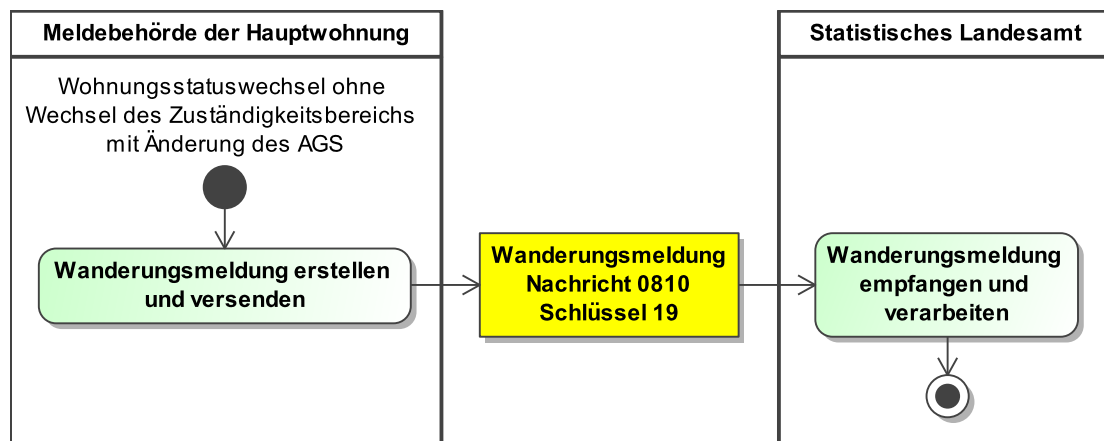 Meldebehörde der Hauptwohnung
Statistisches Landesamt
Wohnungsstatuswechsel ohne
Wechsel des Zuständigkeitsbereichs
mit Änderung des AGS
Wanderungsmeldung erstellen
und versenden
Wanderungsmeldung
Nachricht 0810
Schlüssel 19
Wanderungsmeldung
empfangen und
verarbeiten